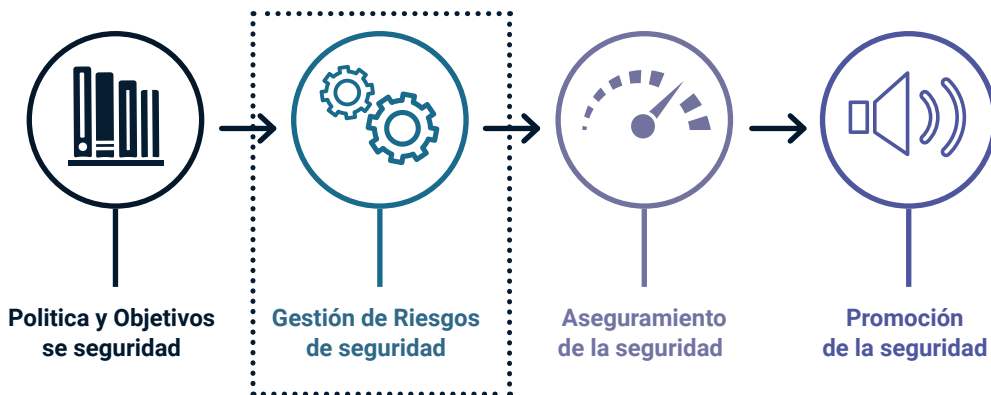 Politica y Objetivos
se seguridad
Gestión de Riesgos
de seguridad
Aseguramiento
de la seguridad
Promoción
de la seguridad